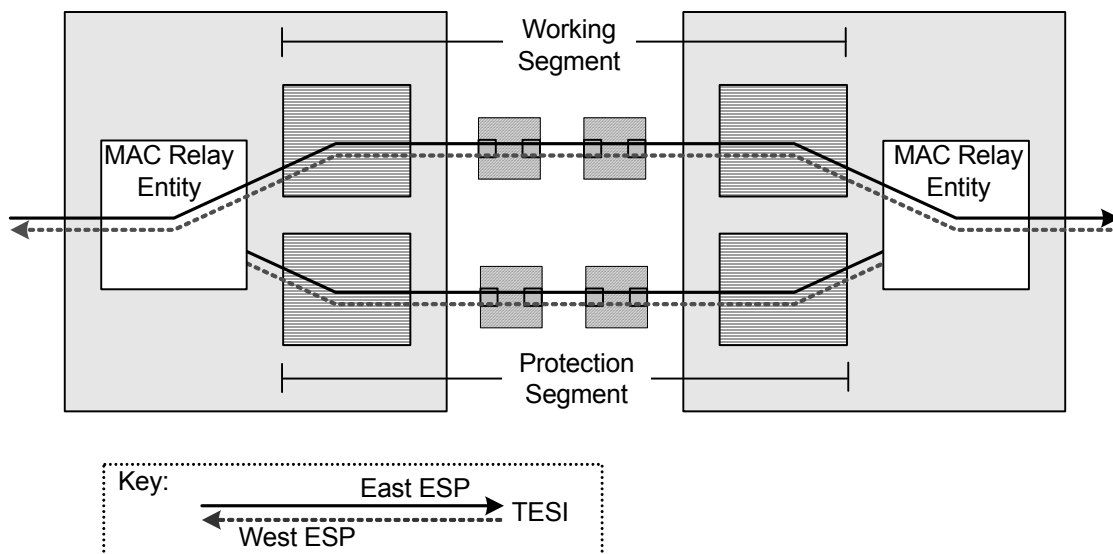 Working
Segment
MAC Relay
Entity
MAC Relay
Entity
Protection
Segment
Key:
East ESP
TESI
West ESP